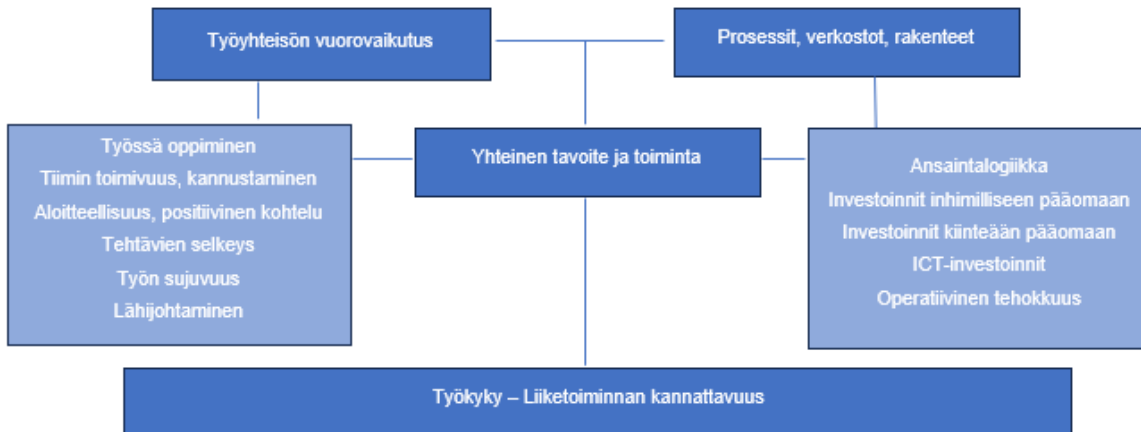 Työyhteisön vuorovaikutus
Prosessit, verkostot, rakenteet
Työssä oppiminen
Tiimin toimivuus, kannustaminen
Aloitteellisuus, positiivinen kohtelu
Tehtävien selkeys
Työn sujuvuus
Lähijohtaminen
Yhteinen tavoite ja toiminta
Ansaintalogiikka
Investoinnit inhimilliseen pääomaan
Investoinnit kiinteään pääomaan
ICT-investoinnit
Operatiivinen tehokkuus
Työkyky – Liiketoiminnan kannattavuus